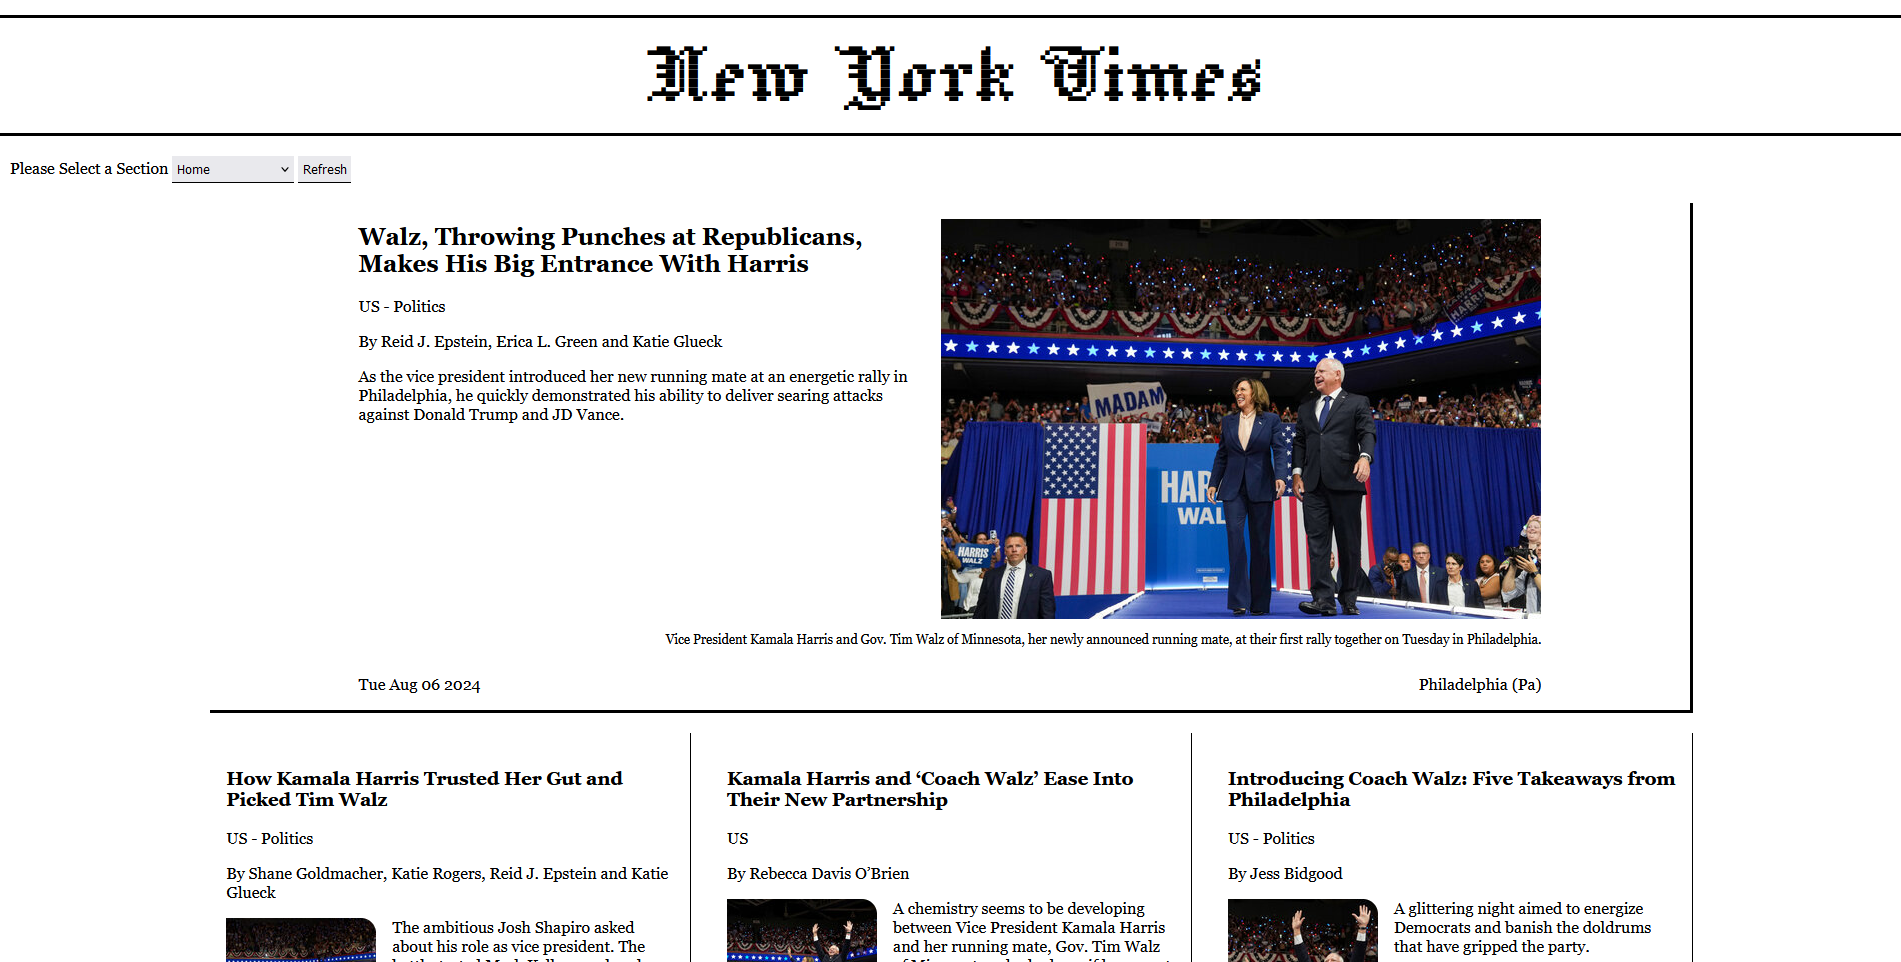 New York Times
Please Select a Section Home Refresh
Walz, Throwing Punches at Republicans,
Makes His Big Entrance With Harris
US - Politics
By Reid J. Epstein, Erica L. Green and Katie Glueck
As the vice president introduced her new running mate at an energetic rally in
Philadelphia, he quickly demonstrated his ability to deliver searing attacks
against Donald Trump and JD Vance.
MADAM
HARRIS
WALZ
Vice President Kamala Harris and Gov. Tim Walz of Minnesota, her newly announced running mate, at their first rally together on Tuesday in Philadelphia.
Tue Aug 06 2024
Philadelphia (Pa)
How Kamala Harris Trusted Her Gut and
Picked Tim Walz
US - Politics
By Shane Goldmacher, Katie Rogers, Reid J. Epstein and Katie
Glueck
The ambitious Josh Shapiro asked
about his role as vice president. The
Kamala Harris and ‘Coach Walz’ Ease Into
Their New Partnership
US
By Rebecca Davis O’Brien
A chemistry seems to be developing
between Vice President Kamala Harris
and her running mate, Gov. Tim Walz
Introducing Coach Walz: Five Takeaways from
Philadelphia
US - Politics
By Jess Bidgood
A glittering night aimed to energize
Democrats and banish the doldrums
that have gripped the party.